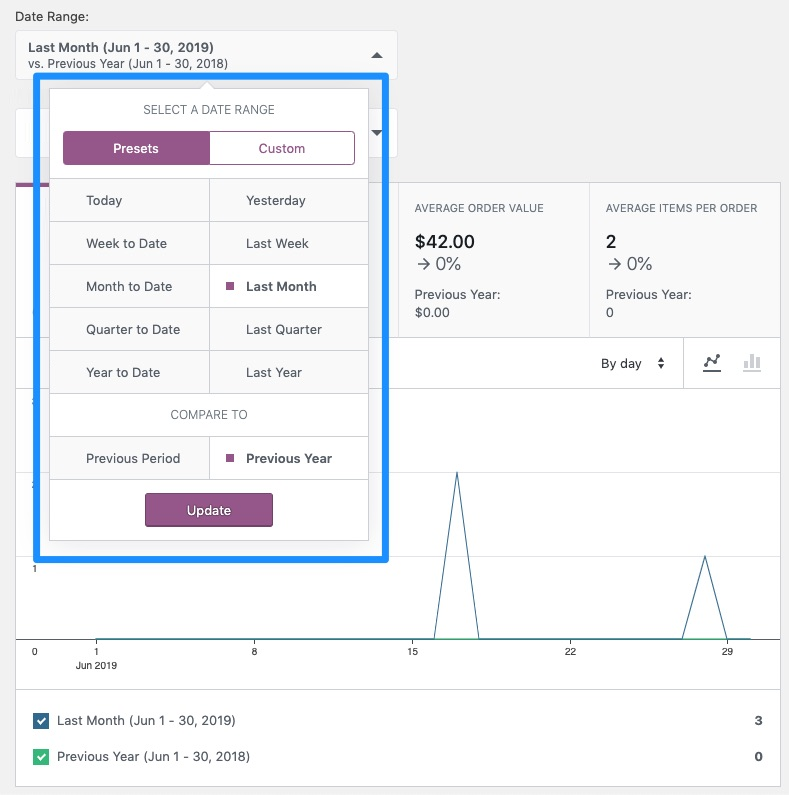 Date Range:
Last Month (Jun 1 - 30, 2019)
vs. Previous Year (Jun 1 - 30, 2018)
SELECT A DATE RANGE
Presets
Custom
Today
Yesterday
Week to Date
Last Week
Month to Date
Last Month
Quarter to Date
Last Quarter
Year to Date
Last Year
COMPARE TO
Previous Period
Previous Year
Update
AVERAGE ORDER VALUE
$42.00
→ 0%
Previous Year:
$0.00
AVERAGE ITEMS PER ORDER
2
→ 0%
Previous Year:
0
By day
1
0
1
8
15
22
29
Jun 2019
Last Month (Jun 1 - 30, 2019)
3
Previous Year (Jun 1 - 30, 2018)
0